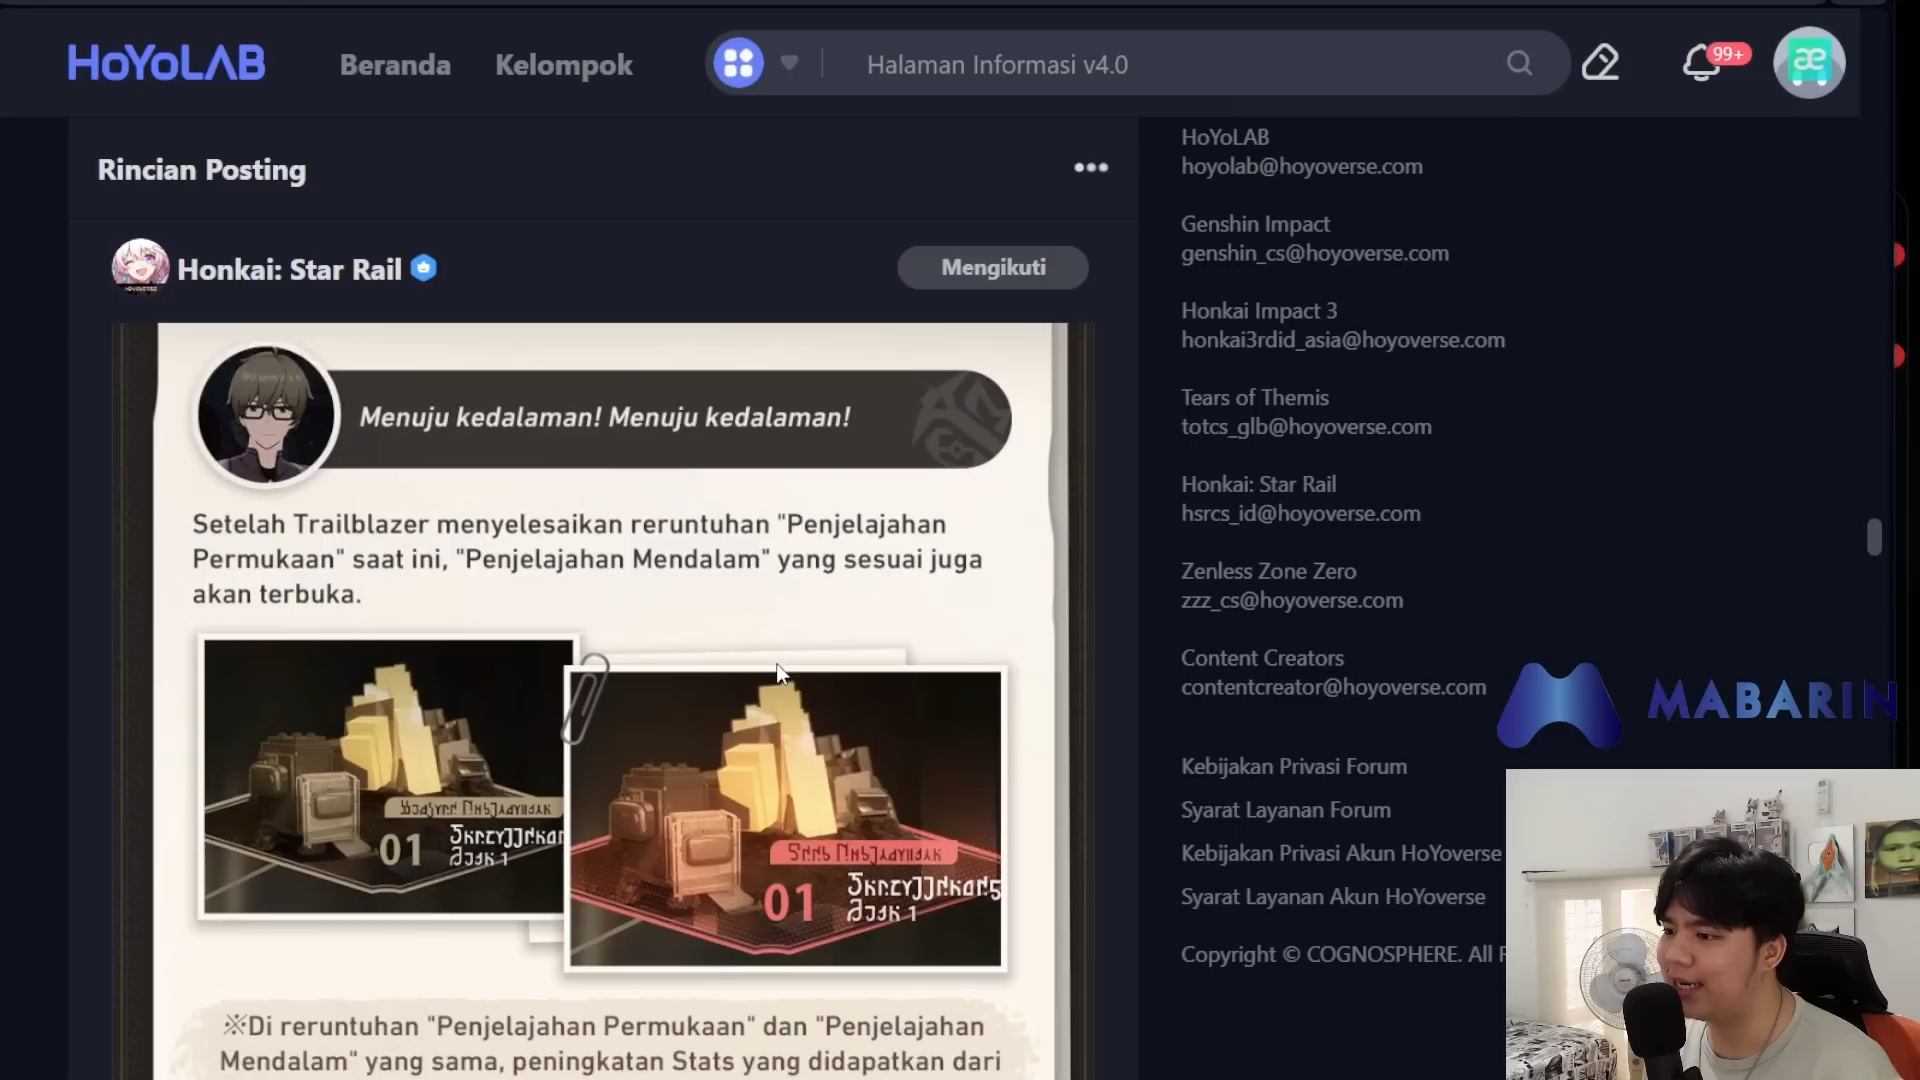 HoYoLAB
Beranda
Kelompok
Halaman Informasi v4.0
99+
Rincian Posting
Honkai: Star Rail
Mengikuti
Menuju kedalaman! Menuju kedalaman!
Setelah Trailblazer menyelesaikan reruntuhan "Penjelajahan
Permukaan" saat ini, "Penjelajahan Mendalam" yang sesuai juga
akan terbuka.
01
01
※Di reruntuhan "Penjelajahan Permukaan" dan "Penjelajahan
Mendalam" yang sama, peningkatan Stats yang didapatkan dari
HoYoLAB
hoyolab@hoyoverse.com
Genshin Impact
genshin_cs@hoyoverse.com
Honkai Impact 3
honkai3rdid_asia@hoyoverse.com
Tears of Themis
totcs_glb@hoyoverse.com
Honkai: Star Rail
hsrcs_id@hoyoverse.com
Zenless Zone Zero
zzz_cs@hoyoverse.com
Content Creators
contentcreator@hoyoverse.com
Kebijakan Privasi Forum
Syarat Layanan Forum
Kebijakan Privasi Akun HoYoverse
Syarat Layanan Akun HoYoverse
Copyright © COGNOSPHERE. All
MABARIN